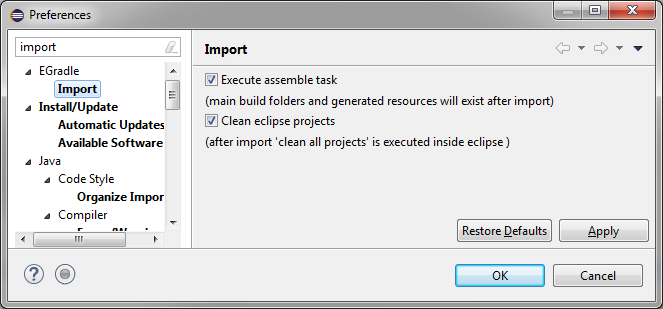 Preferences
import
EGradle
Import
Install/Update
Automatic Updates
Available Software
Java
Code Style
Organize Impor
Compiler
Import
Execute assemble task
(main build folders and generated resources will exist after import)
Clean eclipse projects
(after import 'clean all projects' is executed inside eclipse )
Restore Defaults
Apply
?
OK
Cancel